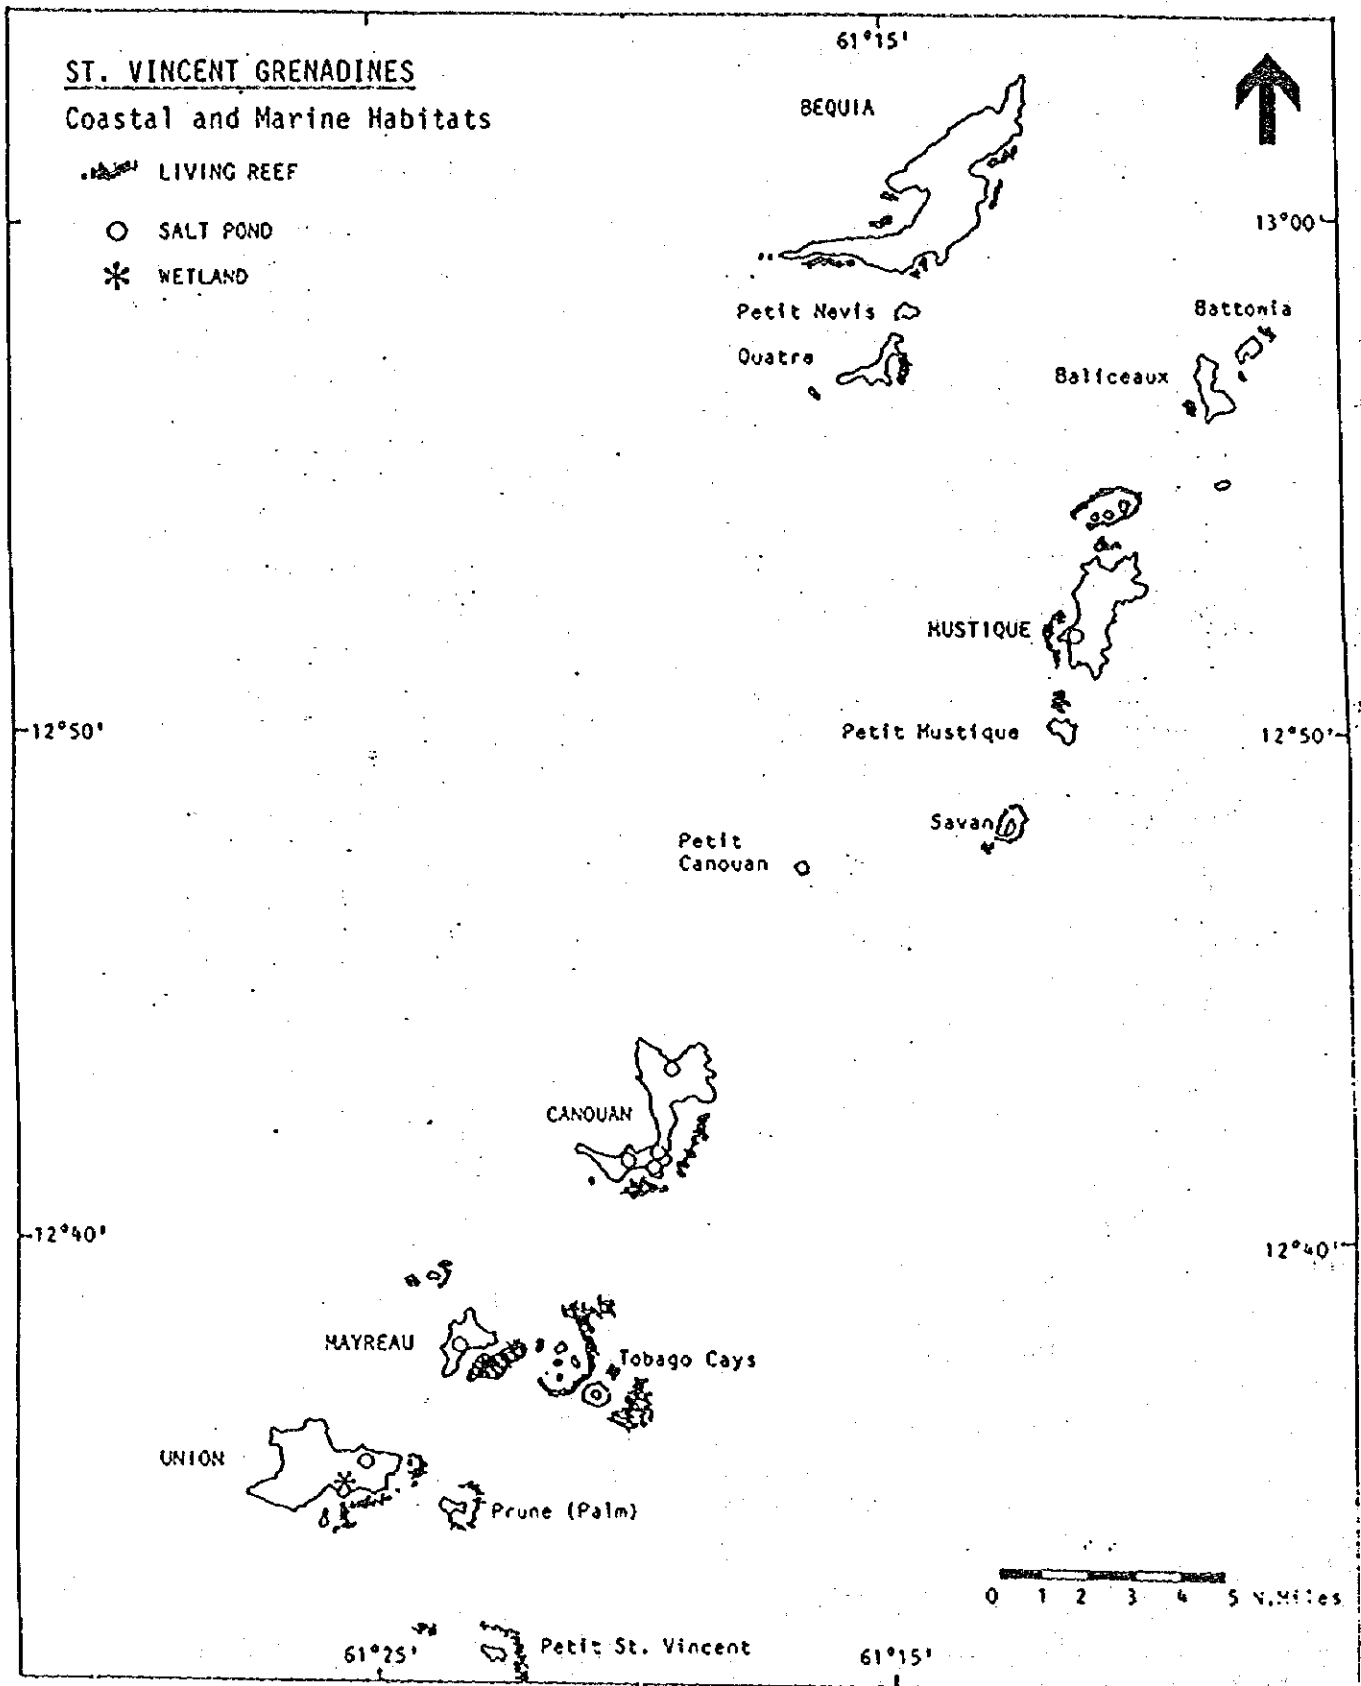 61°15'
ST. VINCENT GRENADINES
Coastal and Marine Habitats
BEQUIA
LIVING REEF
SALT POND
13°00'
WETLAND
Petit Nevis
Battowia
Quatre
Baliceaux
MUSTIQUE
12°50'
Petit Mustique
12°50'
Savan
Petit
Canouan
CANOUAN
12°40'
12°40'
MAYREAU
Tobago Cays
UNION
Prune (Palm)
0 1 2 3 4 5 N.Miles
61°25'
Petit St. Vincent
61°15'